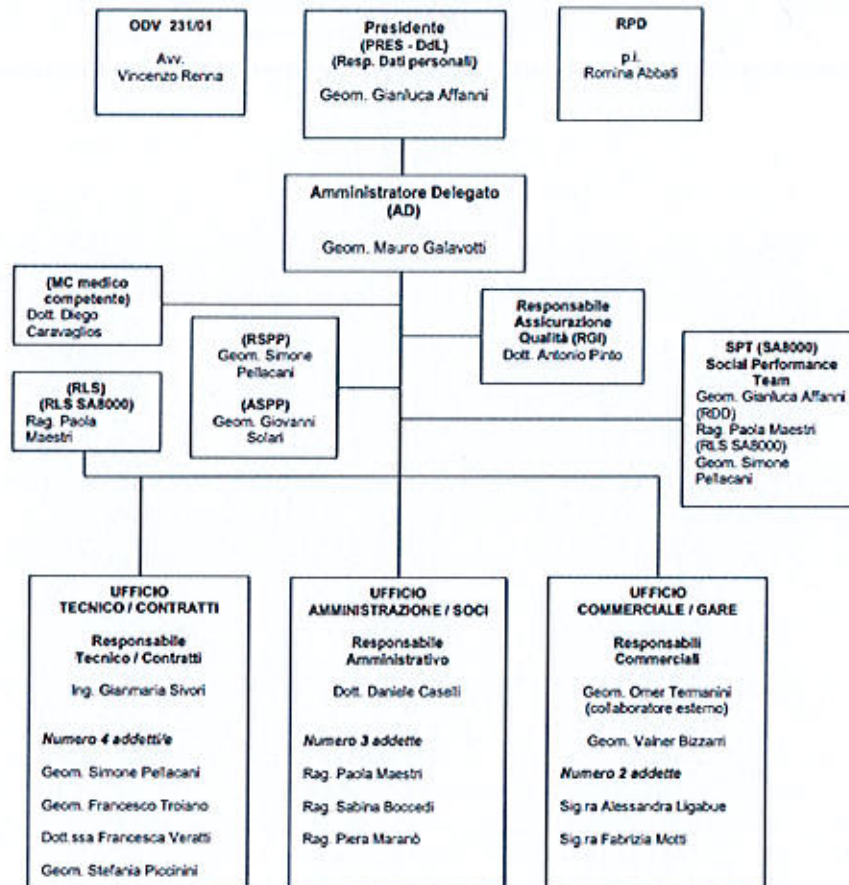 ODV 231/01
Avv.
Vincenzo Renna
Presidente
(PRES - DdL)
(Resp. Dati personali)
Geom. Gianluca Affanni
RPD
p.i.
Romina Abbati
Amministratore Delegato
(AD)
Geom. Mauro Galavotti
(MC medico
competente)
Dott. Diego
Caravaglios
(RSPP)
Geom. Simone
Pellacani
(ASPP)
Geom. Giovanni
Solari
Responsabile
Assicurazione
Qualità (RGI)
Dott. Antonio Pinto
SPT (SA8000)
Social Performance
Team
Geom. Gianluca Affanni
(RDD)
Rag. Paola Maestri
(RLS SA8000)
Geom. Simone
Pellacani
(RLS)
(RLS SA8000)
Rag. Paola
Maestri
UFFICIO
TECNICO / CONTRATTI
Responsabile
Tecnico / Contratti
Ing. Gianmaria Sivori
Numero 4 addetti/e
Geom. Simone Pellacani
Geom. Francesco Troiano
Dott.ssa Francesca Veratti
Geom. Stefania Piccinini
UFFICIO
AMMINISTRAZIONE / SOCI
Responsabile
Amministrativo
Dott. Daniele Caselli
Numero 3 addette
Rag. Paola Maestri
Rag. Sabina Boccedi
Rag. Piera Maranò
UFFICIO
COMMERCIALE / GARE
Responsabili
Commerciali
Geom. Omer Termanini
(collaboratore esterno)
Geom. Valner Bizzarri
Numero 2 addette
Sig.ra Alessandra Ligabue
Sig.ra Fabrizia Motti